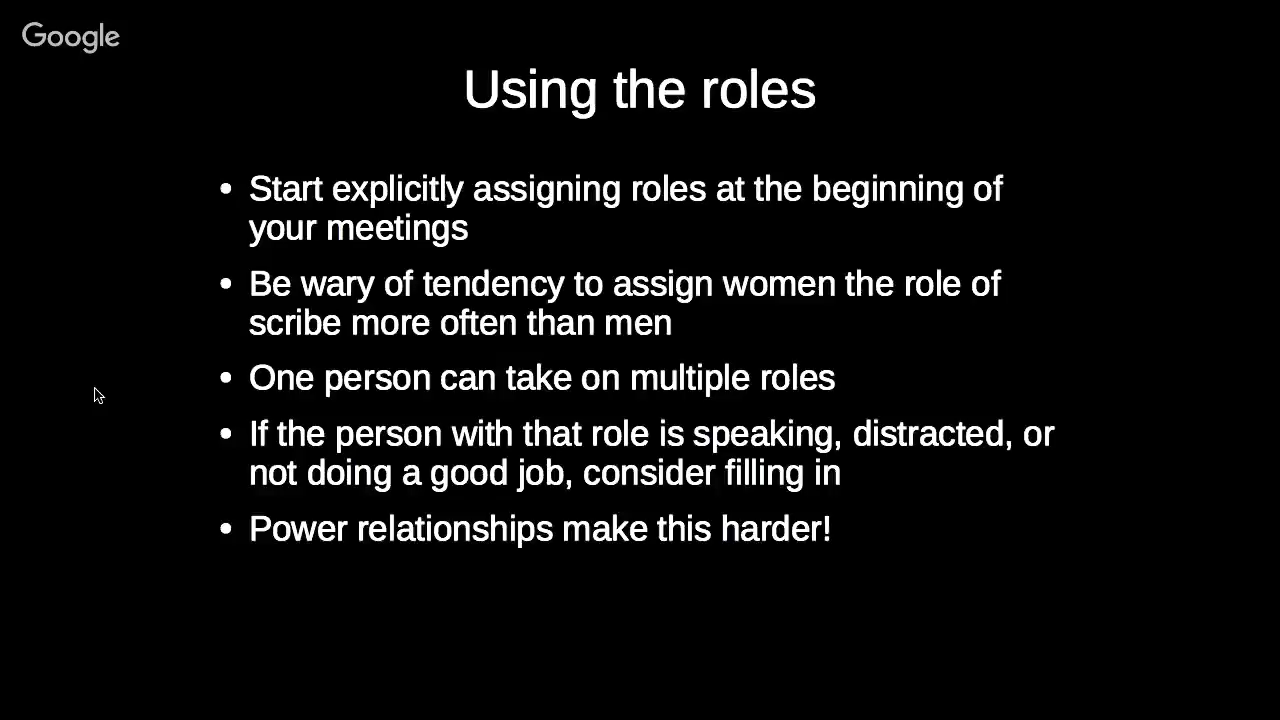 Google
Using the roles
• Start explicitly assigning roles at the beginning of
your meetings
• Be wary of tendency to assign women the role of
scribe more often than men
• One person can take on multiple roles
• If the person with that role is speaking, distracted, or
not doing a good job, consider filling in
• Power relationships make this harder!